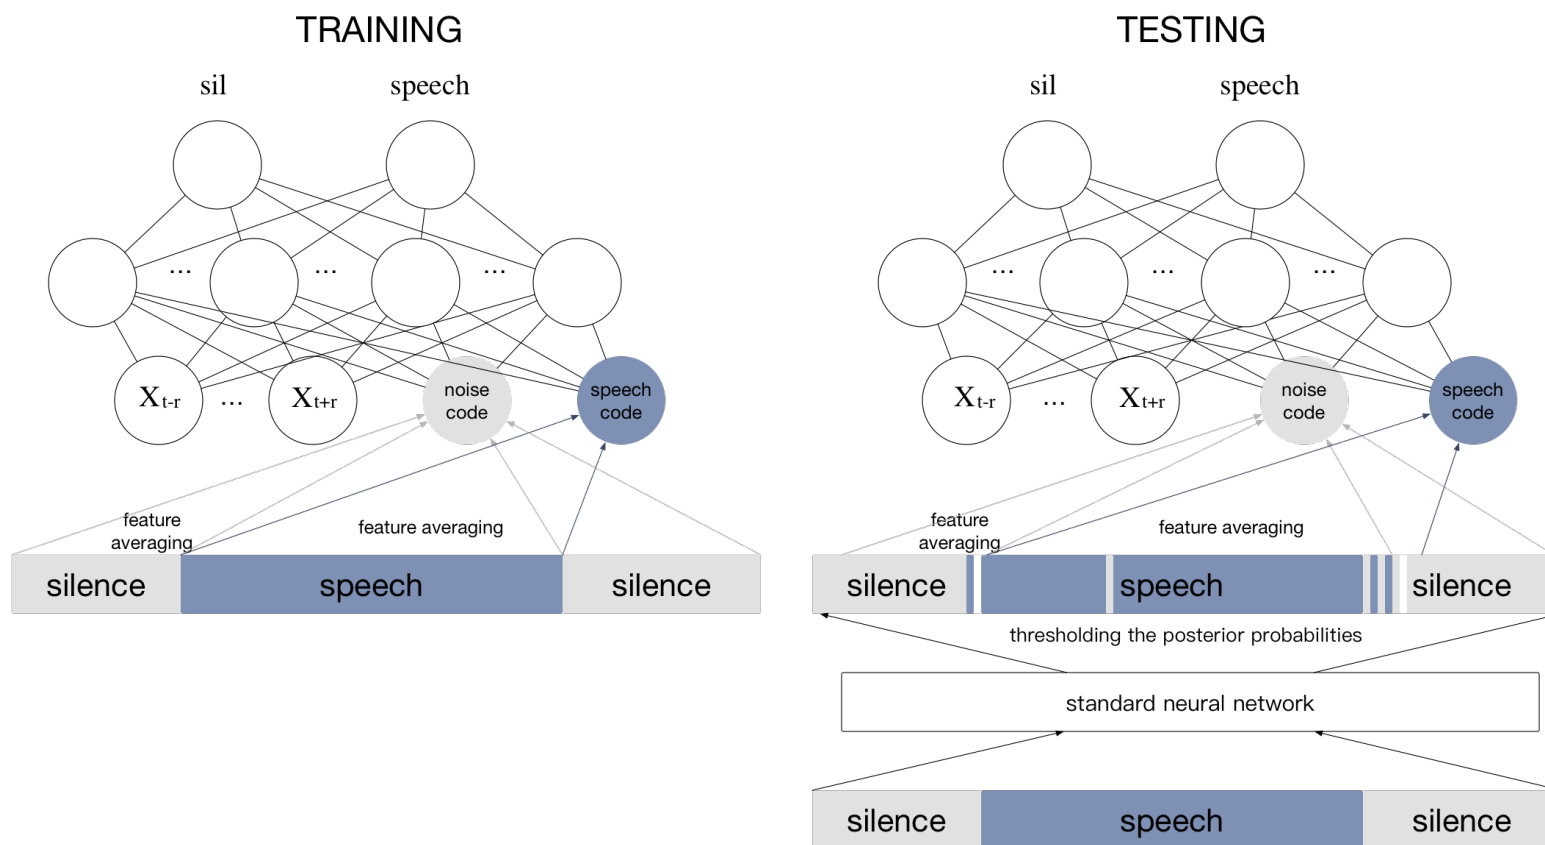 TRAINING
sil speech
... ... ...
Xt-r ... Xt+r noise code speech code
feature averaging feature averaging
silence speech silence
TESTING
sil speech
... ... ...
Xt-r ... Xt+r noise code speech code
feature averaging feature averaging
silence speech silence
thresholding the posterior probabilities
standard neural network
silence speech silence